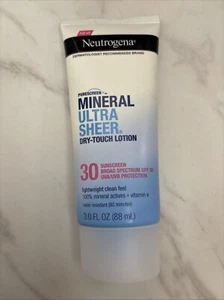 NEW
Neutrogena®
DERMATOLOGIST RECOMMENDED BRAND
PURESCREEN+
MINERAL
ULTRA
SHEER®
DRY-TOUCH LOTION
30 SUNSCREEN
BROAD SPECTRUM SPF 30
UVA/UVB PROTECTION
lightweight clean feel
100% mineral actives + vitamin e
water resistant (80 minutes)
3.0 FL OZ (88 mL)